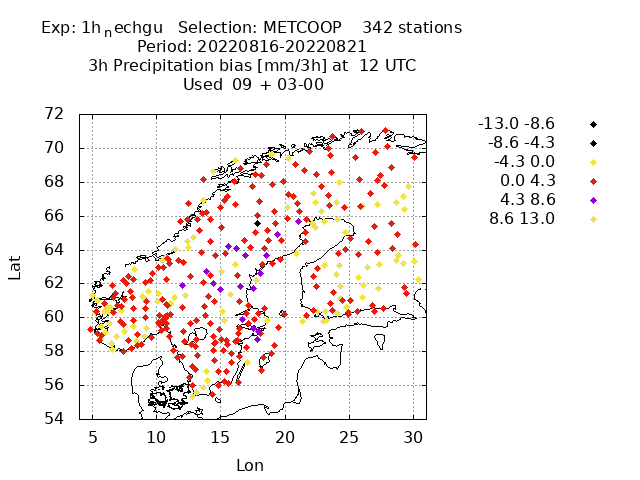 Exp: 1h_nechgu   Selection: METCOOP    342 stations
Period: 20220816-20220821
3h Precipitation bias [mm/3h] at  12 UTC
Used  09 + 03-00
-13.0 -8.6
-8.6 -4.3
-4.3 0.0
0.0 4.3
4.3 8.6
8.6 13.0
72
70
68
66
64
62
60
58
56
54
Lat
5 10 15 20 25 30
Lon